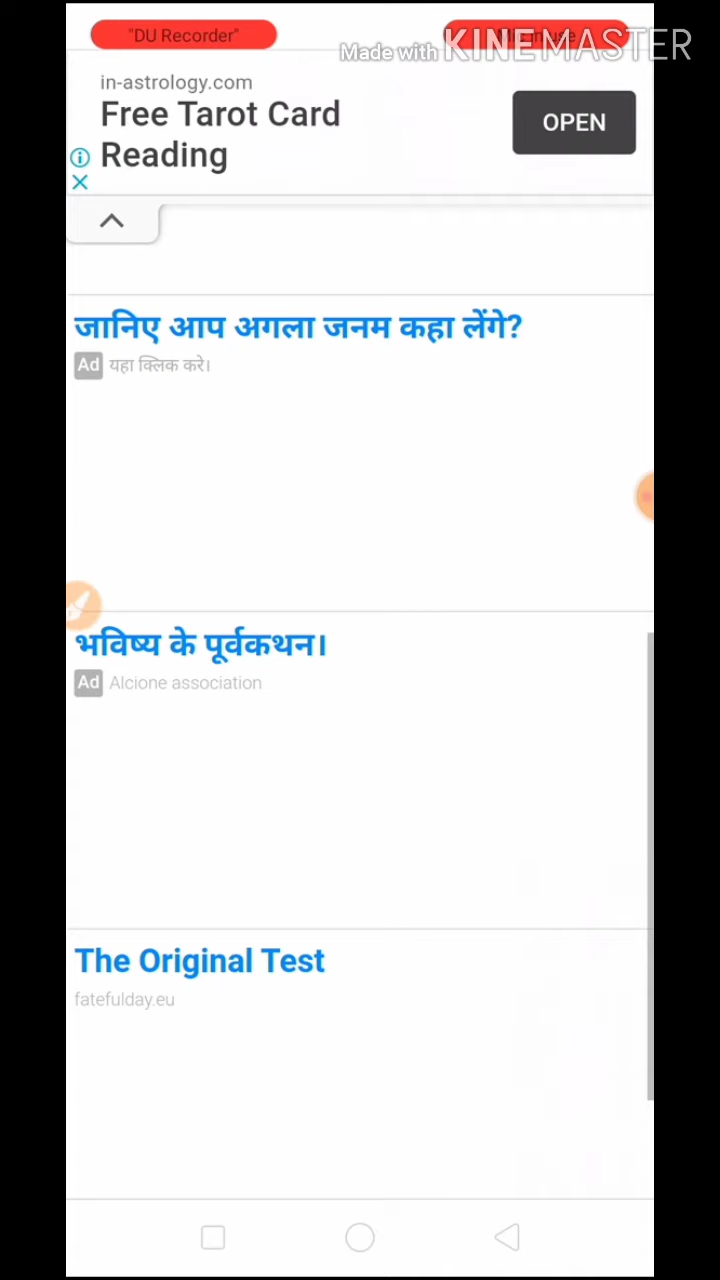 "DU Recorder"
Made with KINEMASTER
in-astrology.com
Free Tarot Card
Reading
OPEN
जानिए आप अगला जनम कहा लेंगे?
Ad यहा क्लिक करे।
भविष्य के पूर्वकथन।
Ad Alcione association
The Original Test
fatefulday.eu